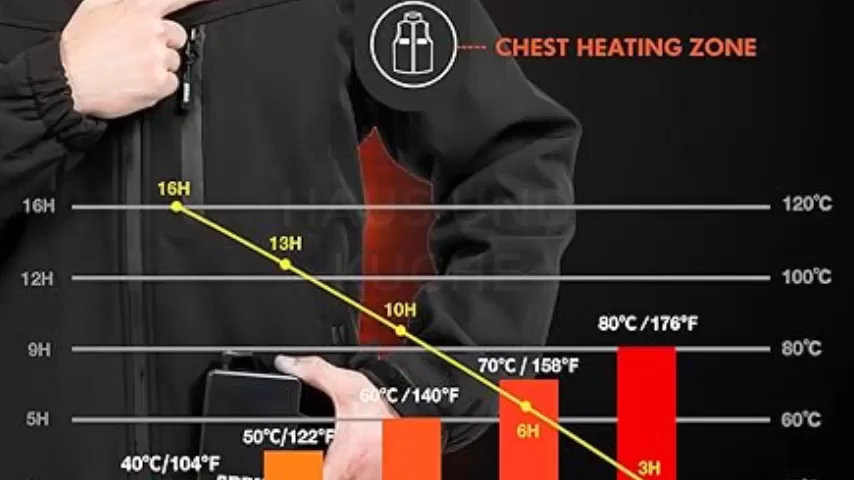 CHEST HEATING ZONE
16H
16H
120℃
13H
12H
100℃
10H
80℃/176°F
9H
80℃
70℃/158°F
60℃/140°F
5H
60℃
6H
50℃/122°F
40℃/104°F
3H